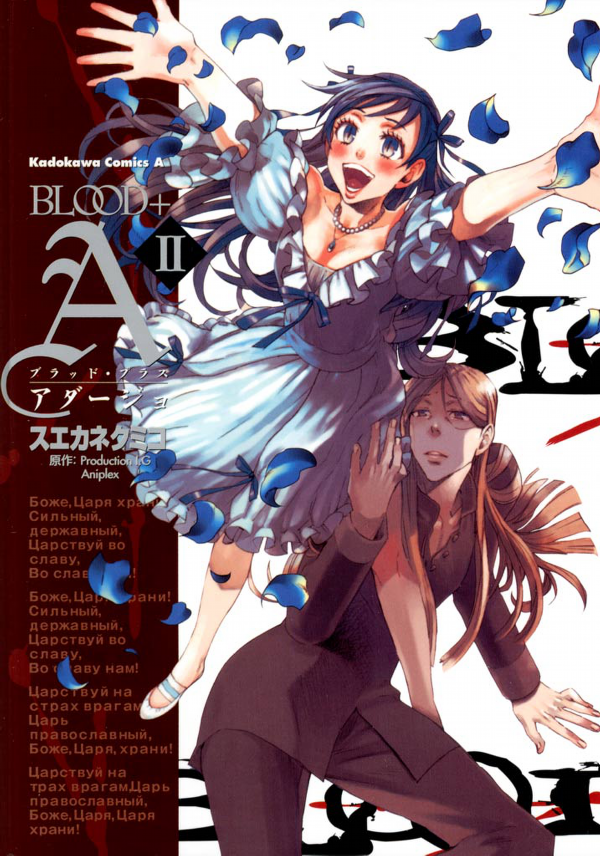 Kadokawa Comics A
BLOOD+
A
II
ブラッド・プラス
アダージョ
スエカネクミコ
原作: Production I.G
Aniplex
Боже, Царя храни
Сильный,
державный,
Царствуй во
славу,
Во
Боже, Царя храни!
Сильный,
державный,
Царствуй во
славу,
Во славу нам!
Царствуй на
страх врагам
Царь
православный,
Боже,Царя, храни!
Царствуй на
трах врагам,Царь
православный,
Боже,Царя,Царя
храни!